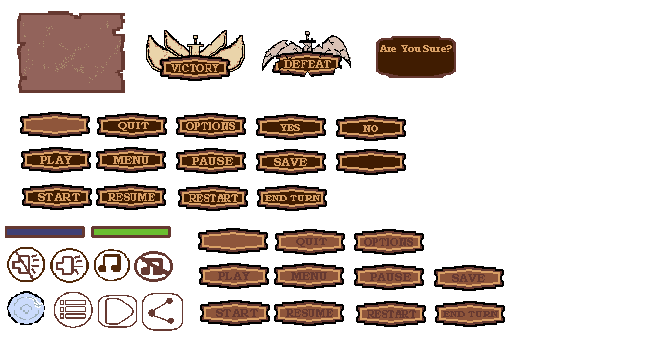 VICTORY
DEFEAT
Are You Sure?
QUIT
OPTIONS
YES
NO
PLAY
MENU
PAUSE
SAVE
START
RESUME
RESTART
END TURN
QUIT
OPTIONS
PLAY
MENU
PAUSE
SAVE
START
RESUME
RESTART
END TURN